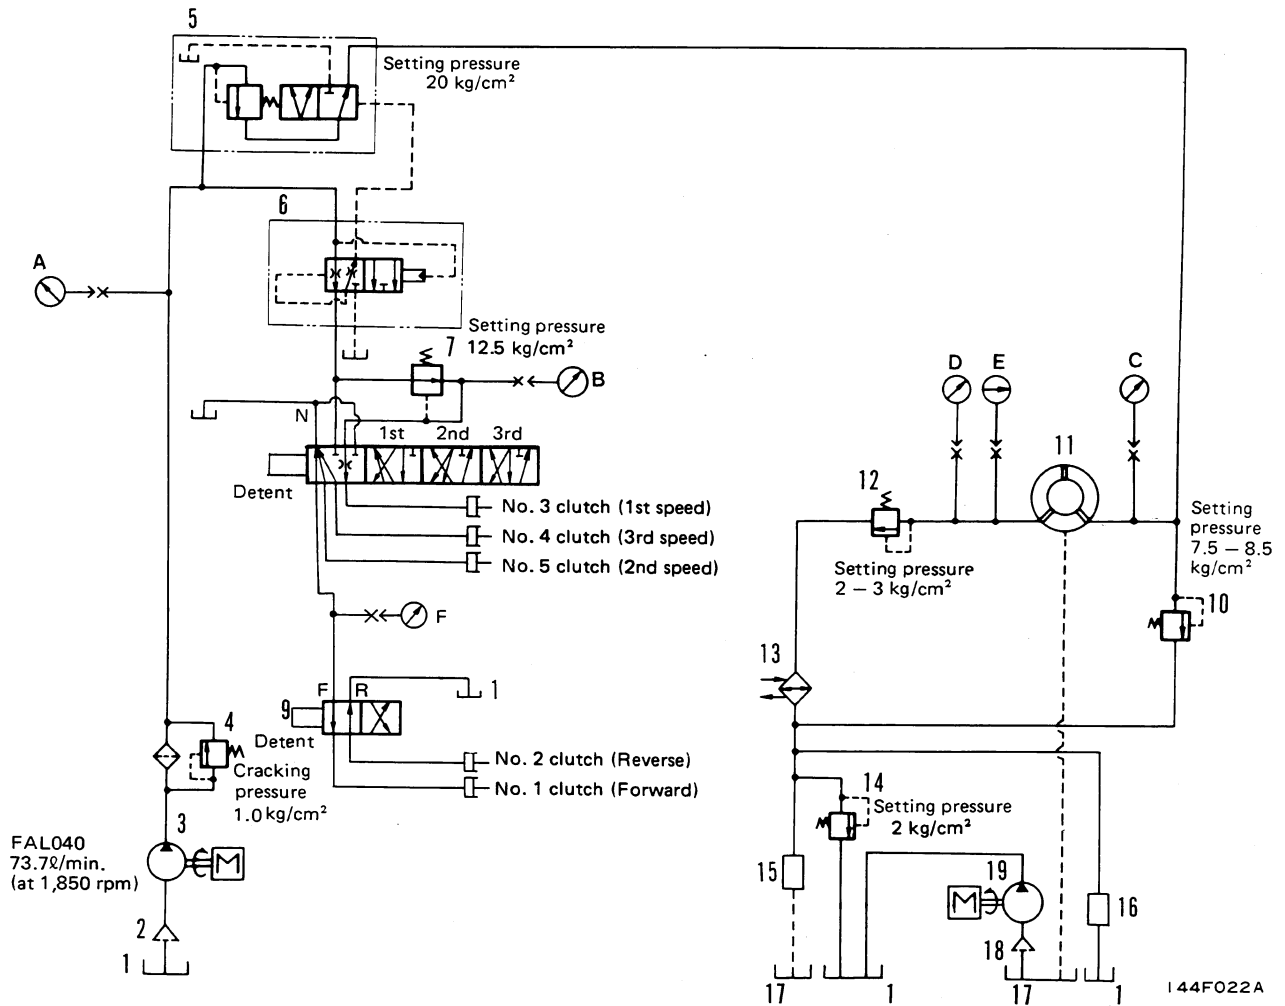 5
Setting pressure
20 kg/cm²
6
A
Setting pressure
12.5 kg/cm²
7
B
N
1st 2nd 3rd
Detent
No. 3 clutch (1st speed)
No. 4 clutch (3rd speed)
No. 5 clutch (2nd speed)
F
F R
1
9
Detent
No. 2 clutch (Reverse)
No. 1 clutch (Forward)
4
Cracking
pressure
1.0 kg/cm²
3
FAL040
73.7ℓ/min.
(at 1,850 rpm)
M
2
1
D E C
11
12
Setting pressure
2 – 3 kg/cm²
Setting
pressure
7.5 – 8.5
kg/cm²
10
13
14
Setting pressure
2 kg/cm²
15
19
M
16
18
17
1
17
1
144F022A